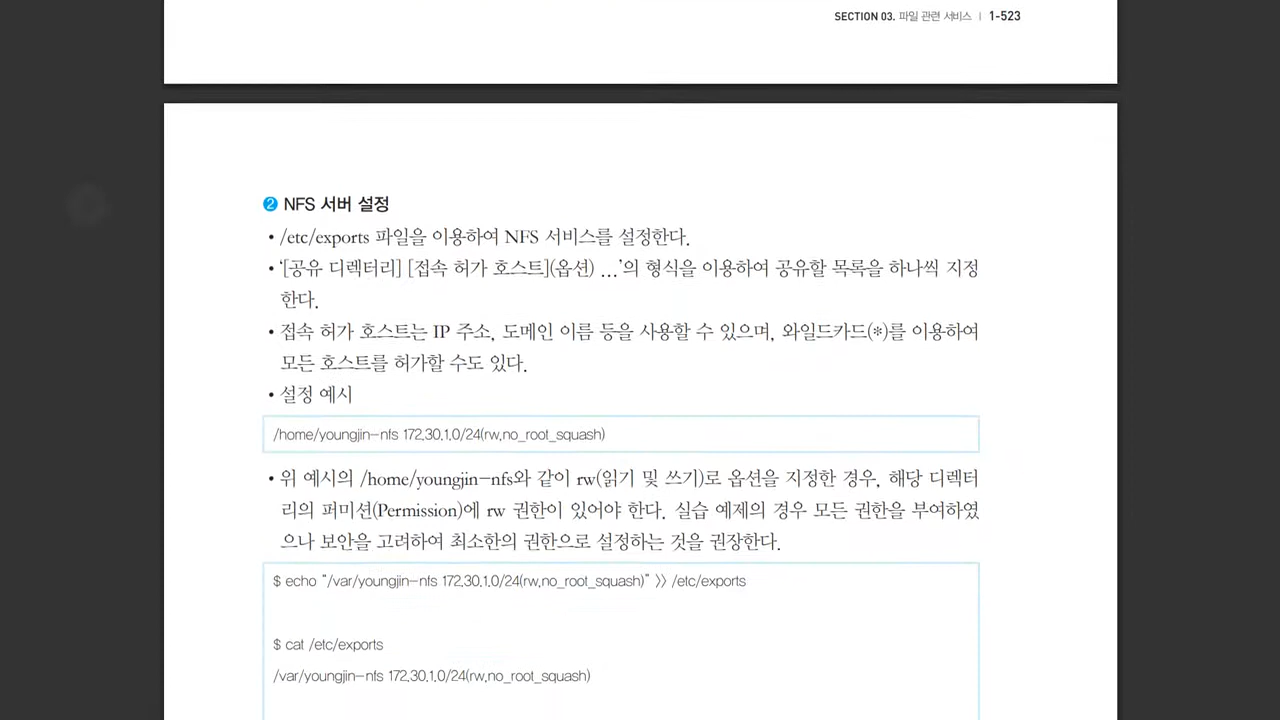 SECTION 03. 파일 관련 서비스 | 1-523
2 NFS 서버 설정
• /etc/exports 파일을 이용하여 NFS 서비스를 설정한다.
• '[공유 디렉터리] [접속 허가 호스트](옵션) …'의 형식을 이용하여 공유할 목록을 하나씩 지정
한다.
• 접속 허가 호스트는 IP 주소, 도메인 이름 등을 사용할 수 있으며, 와일드카드(*)를 이용하여
모든 호스트를 허가할 수도 있다.
• 설정 예시
/home/youngjin-nfs 172.30.1.0/24(rw,no_root_squash)
• 위 예시의 /home/youngjin-nfs와 같이 rw(읽기 및 쓰기)로 옵션을 지정한 경우, 해당 디렉터
리의 퍼미션(Permission)에 rw 권한이 있어야 한다. 실습 예제의 경우 모든 권한을 부여하였
으나 보안을 고려하여 최소한의 권한으로 설정하는 것을 권장한다.
$ echo "/var/youngjin-nfs 172.30.1.0/24(rw,no_root_squash)" >> /etc/exports
$ cat /etc/exports
/var/youngjin-nfs 172.30.1.0/24(rw,no_root_squash)